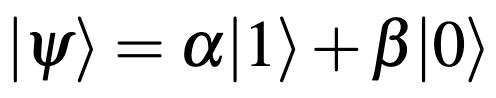 |ψ⟩ = α|1⟩ + β|0⟩